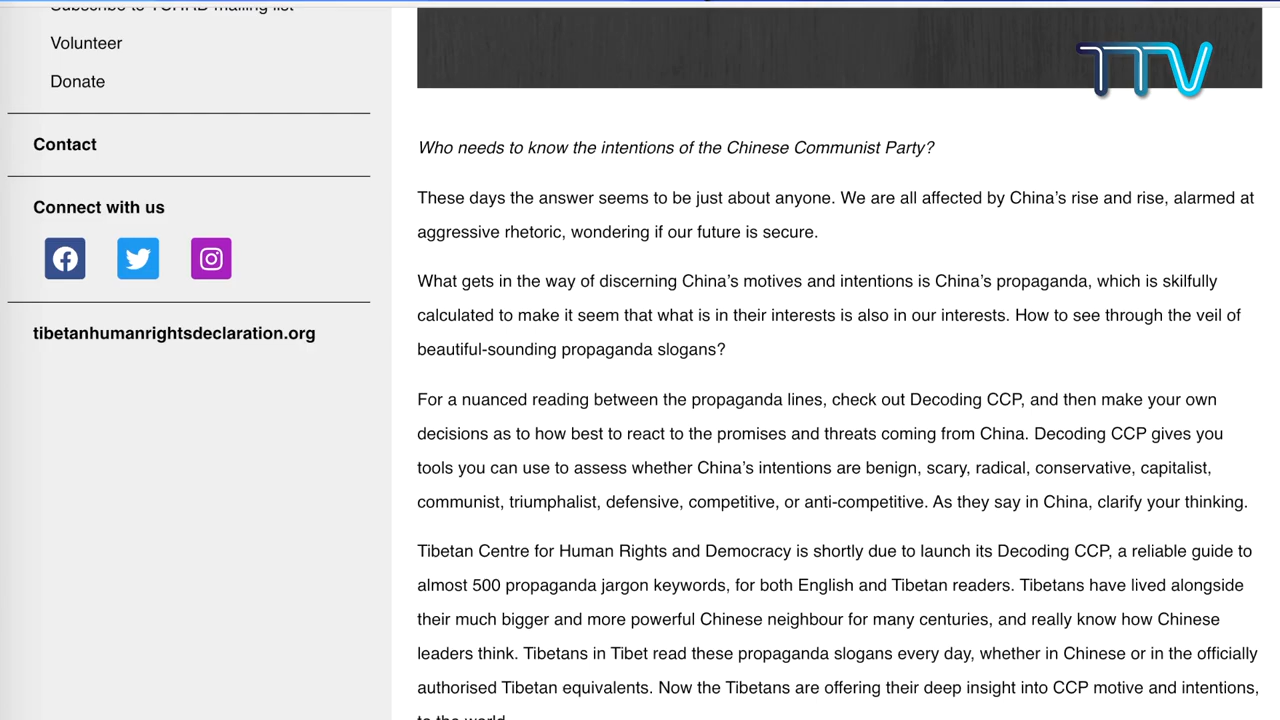 Subscribe to TCHRD mailing list
Volunteer
Donate
Contact
Connect with us
tibetanhumanrightsdeclaration.org
TTV
Who needs to know the intentions of the Chinese Communist Party?
These days the answer seems to be just about anyone. We are all affected by China’s rise and rise, alarmed at
aggressive rhetoric, wondering if our future is secure.
What gets in the way of discerning China’s motives and intentions is China’s propaganda, which is skilfully
calculated to make it seem that what is in their interests is also in our interests. How to see through the veil of
beautiful-sounding propaganda slogans?
For a nuanced reading between the propaganda lines, check out Decoding CCP, and then make your own
decisions as to how best to react to the promises and threats coming from China. Decoding CCP gives you
tools you can use to assess whether China’s intentions are benign, scary, radical, conservative, capitalist,
communist, triumphalist, defensive, competitive, or anti-competitive. As they say in China, clarify your thinking.
Tibetan Centre for Human Rights and Democracy is shortly due to launch its Decoding CCP, a reliable guide to
almost 500 propaganda jargon keywords, for both English and Tibetan readers. Tibetans have lived alongside
their much bigger and more powerful Chinese neighbour for many centuries, and really know how Chinese
leaders think. Tibetans in Tibet read these propaganda slogans every day, whether in Chinese or in the officially
authorised Tibetan equivalents. Now the Tibetans are offering their deep insight into CCP motive and intentions,
to the world